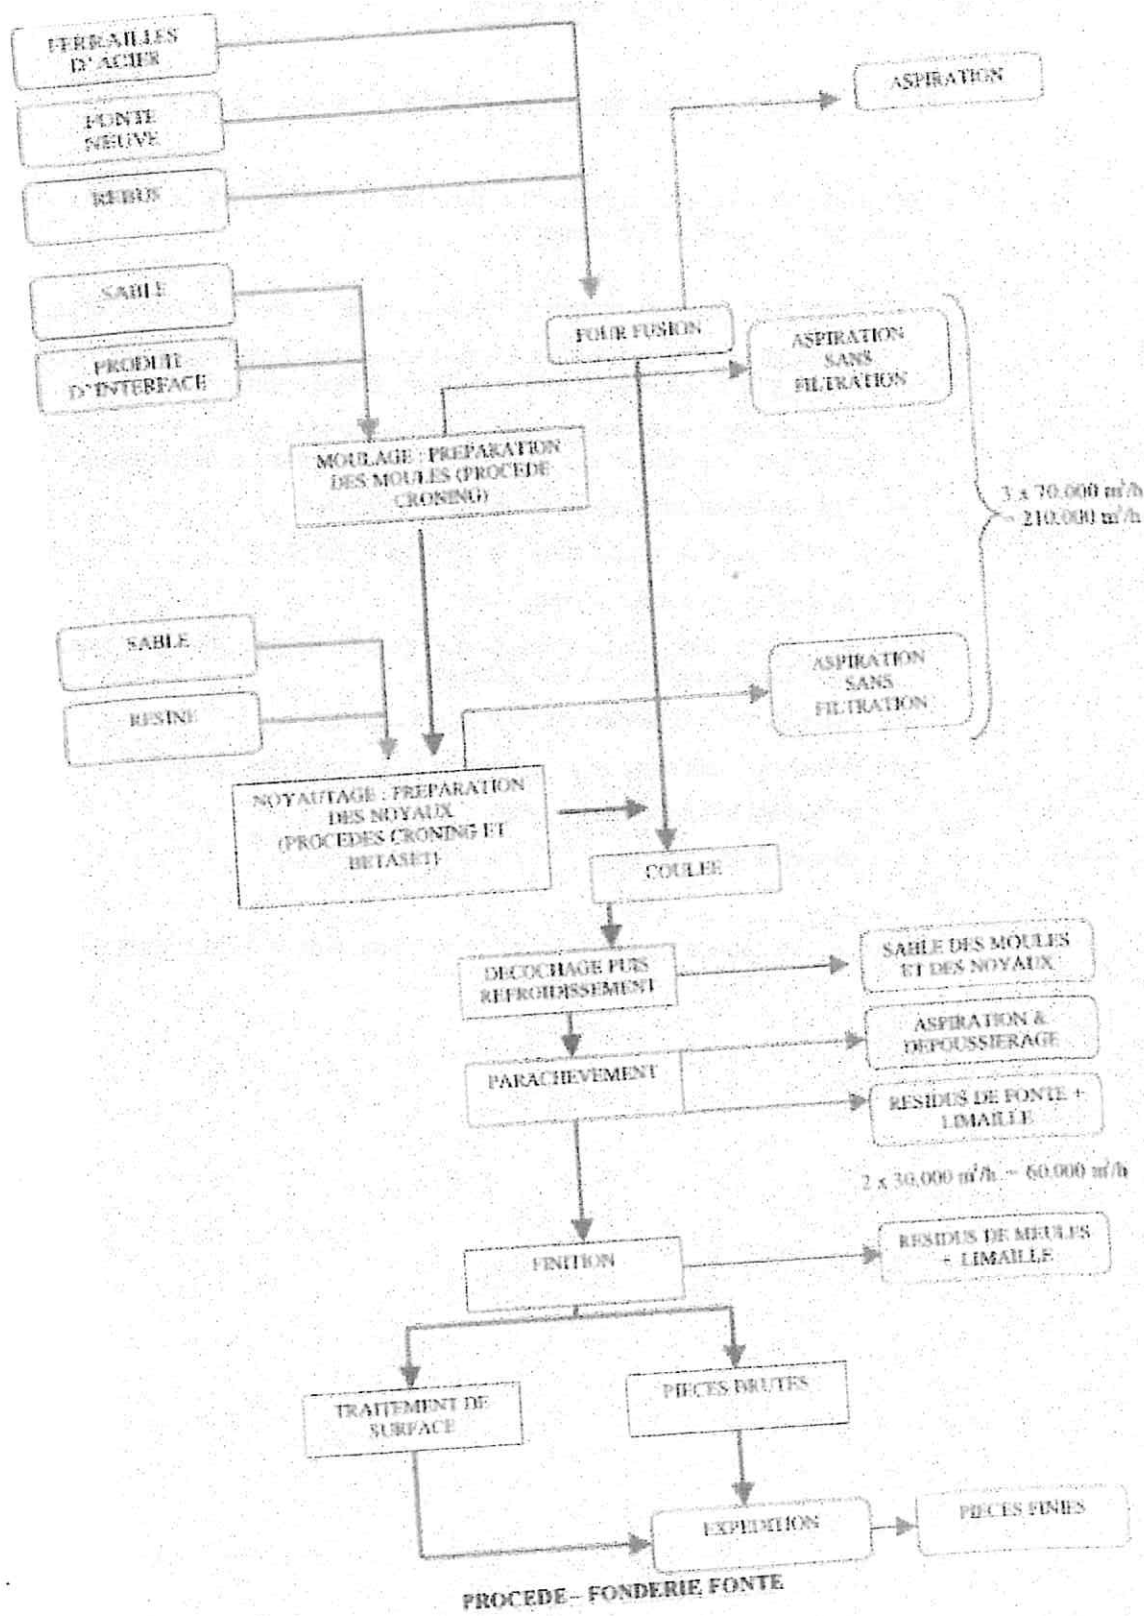 FERRAILLES
D'ACIER
ASPIRATION
FONTE
NEUVE
REBUS
SABLE
PRODUIT
D'INTERFACE
FOUR FUSION
ASPIRATION
SANS
FILTRATION
MOULAGE : PREPARATION
DES MOULES (PROCEDE
CRONING)
3 x 70.000 m³/h
= 210.000 m³/h
SABLE
RESINE
ASPIRATION
SANS
FILTRATION
NOYAUTAGE : PREPARATION
DES NOYAUX
(PROCEDES CRONING ET
BETASET)
COULEE
DECOCHAGE PUIS
REFROIDISSEMENT
SABLE DES MOULES
ET DES NOYAUX
PARACHEVEMENT
ASPIRATION &
DEPOUSSIERAGE
RESIDUS DE FONTE +
LIMAILLE
2 x 30.000 m³/h = 60.000 m³/h
FINITION
RESIDUS DE MEULES
+ LIMAILLE
TRAITEMENT DE
SURFACE
PIECES BRUTES
EXPEDITION
PIECES FINIES
PROCEDE – FONDERIE FONTE